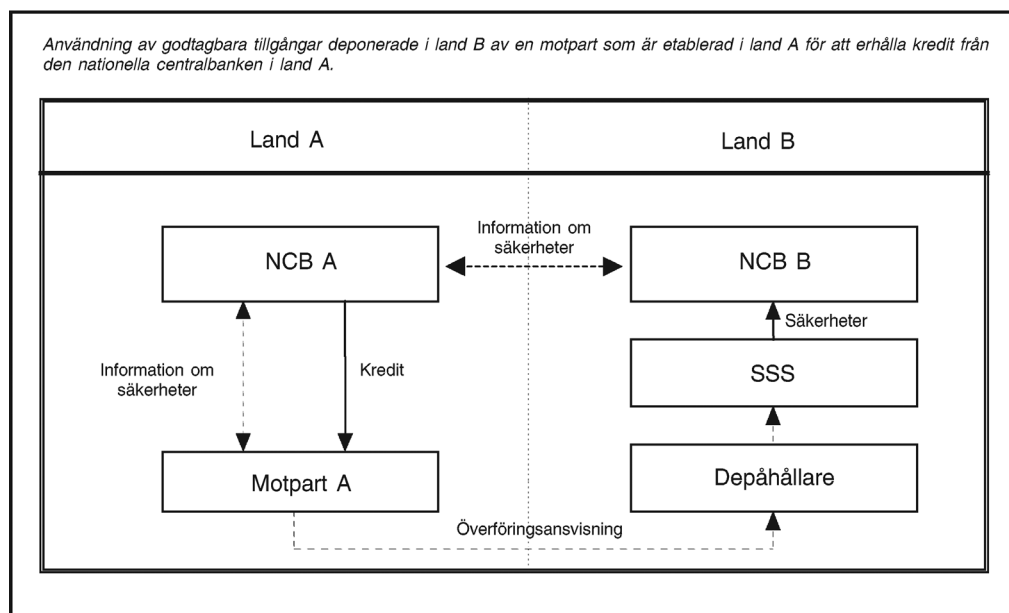 Användning av godtagbara tillgångar deponerade i land B av en motpart som är etablerad i land A för att erhålla kredit från
den nationella centralbanken i land A.
Land A
Land B
Information om
säkerheter
NCB A
NCB B
Säkerheter
Information om
säkerheter
Kredit
SSS
Motpart A
Depåhållare
Överföringsansvisning